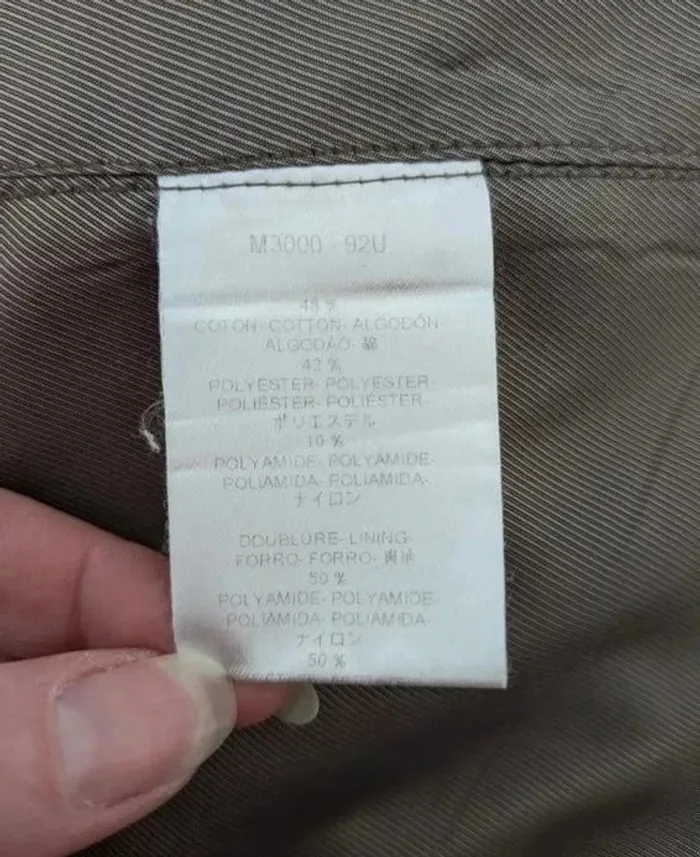 M3000 - 92U
48 %
COTON- COTTON- ALGODÓN-
ALGODÃO- 綿
42 %
POLYESTER- POLYESTER-
POLIÉSTER- POLIÉSTER-
ポリエステル
10 %
POLYAMIDE- POLYAMIDE-
POLIAMIDA- POLIAMIDA-
ナイロン
DOUBLURE- LINING-
FORRO- FORRO- 裏地
50 %
POLYAMIDE- POLYAMIDE-
POLIAMIDA- POLIAMIDA-
ナイロン
50 %